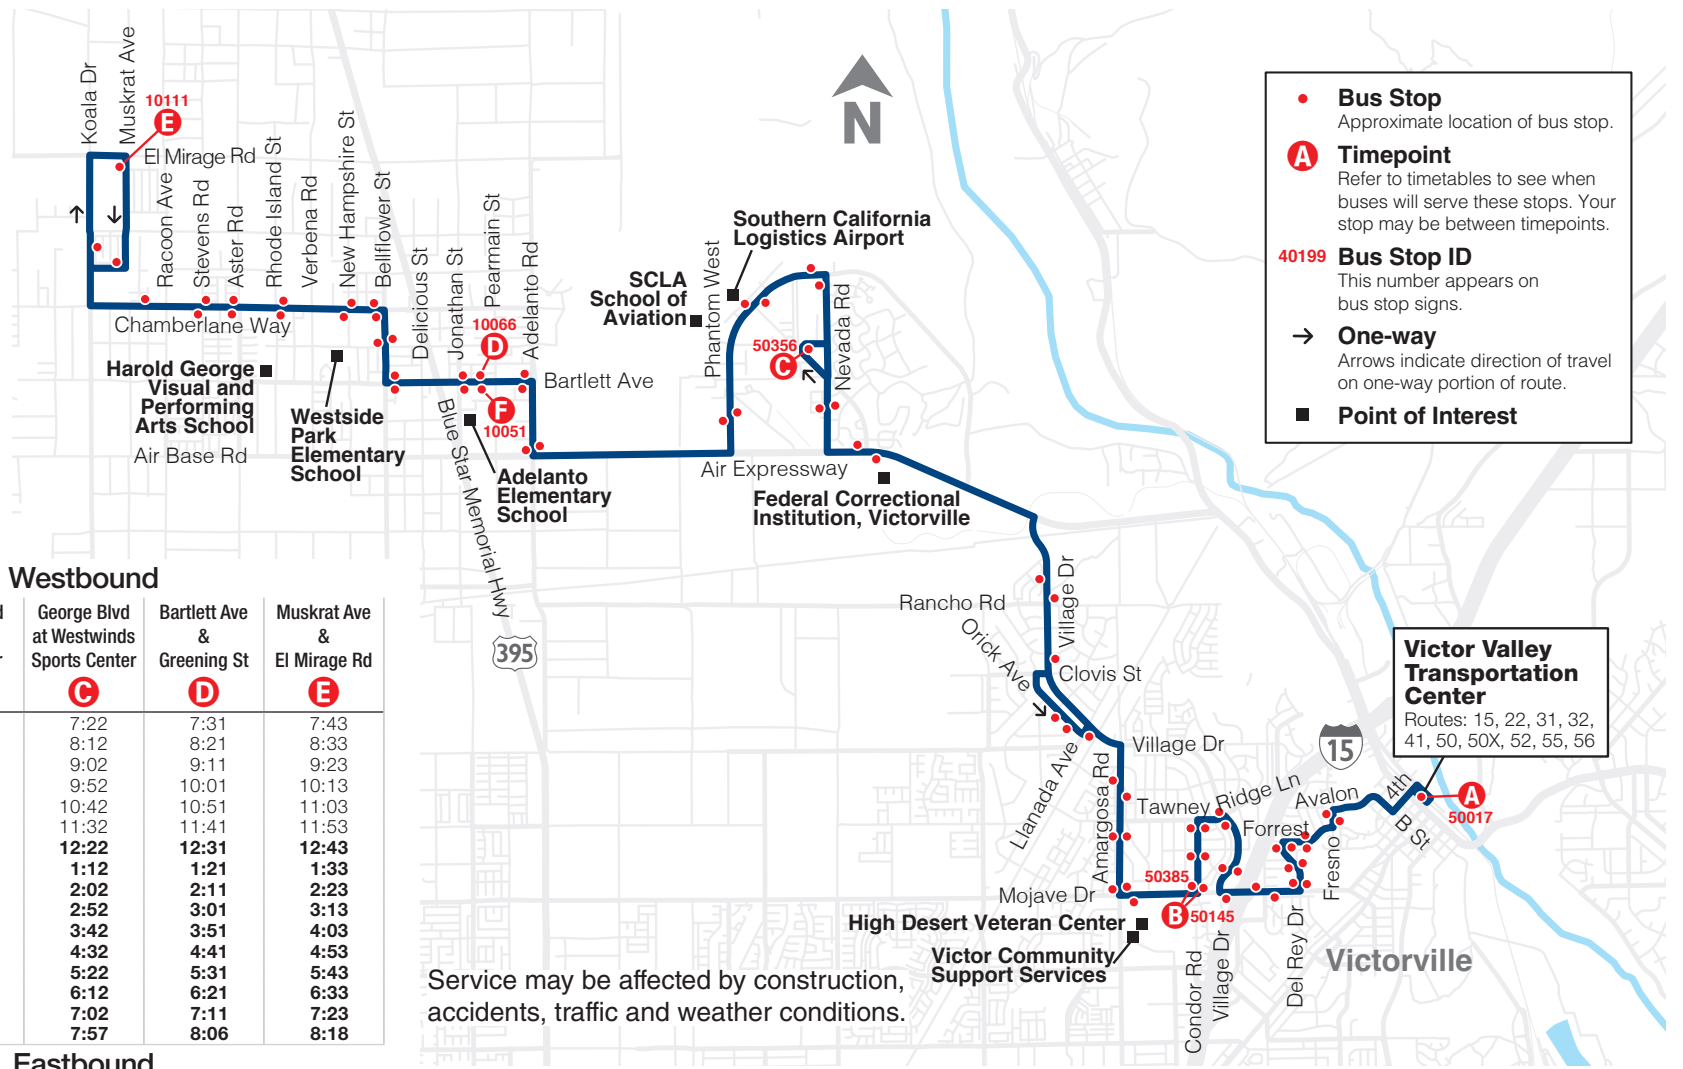 Koala Dr
Muskrat Ave
10111
E
El Mirage Rd
Racoon Ave
Stevens Rd
Aster Rd
Rhode Island St
Verbena Rd
New Hampshire St
Bellflower St
Delicious St
Jonathan St
Pearmain St
Adelanto Rd
Chamberlane Way
10066
D
Bartlett Ave
F
10051
Harold George
Visual and
Performing
Arts School
Westside
Park
Elementary
School
Air Base Rd
Blue Star Memorial Hwy
Adelanto
Elementary
School
395
N
Southern California
Logistics Airport
SCLA
School of
Aviation
Phantom West
50356
C
Nevada Rd
Air Expressway
Federal Correctional
Institution, Victorville
Bus Stop
Approximate location of bus stop.
A
Timepoint
Refer to timetables to see when
buses will serve these stops. Your
stop may be between timepoints.
40199
Bus Stop ID
This number appears on
bus stop signs.
One-way
Arrows indicate direction of travel
on one-way portion of route.
Point of Interest
Rancho Rd
Village Dr
Orick Ave
Clovis St
Llanada Ave
Village Dr
Amargosa Rd
Tawney Ridge Ln
Forrest
Avalon
4th
B St
Fresno
15
Victor Valley
Transportation
Center
Routes: 15, 22, 31, 32,
41, 50, 50X, 52, 55, 56
A
50017
Mojave Dr
50385
B
50145
High Desert Veteran Center
Victor Community
Support Services
Condor Rd
Village Dr
Del Rey Dr
Victorville
Service may be affected by construction,
accidents, traffic and weather conditions.
Westbound
George Blvd
at Westwinds
Sports Center
Bartlett Ave
&
Greening St
Muskrat Ave
&
El Mirage Rd
C D E
7:22 7:31 7:43
8:12 8:21 8:33
9:02 9:11 9:23
9:52 10:01 10:13
10:42 10:51 11:03
11:32 11:41 11:53
12:22 12:31 12:43
1:12 1:21 1:33
2:02 2:11 2:23
2:52 3:01 3:13
3:42 3:51 4:03
4:32 4:41 4:53
5:22 5:31 5:43
6:12 6:21 6:33
7:02 7:11 7:23
7:57 8:06 8:18
Eastbound